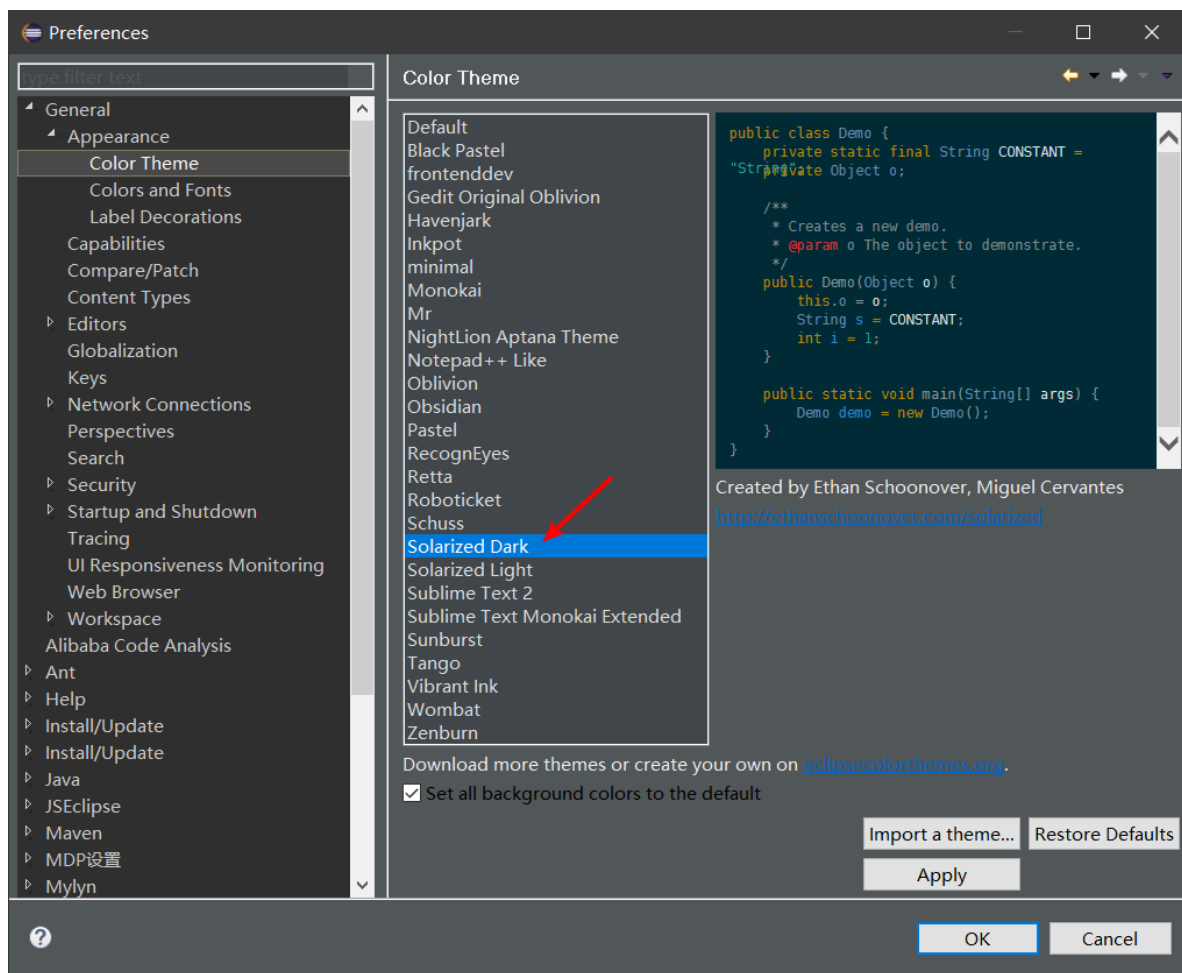 Preferences
type filter text
General
Appearance
Color Theme
Colors and Fonts
Label Decorations
Capabilities
Compare/Patch
Content Types
Editors
Globalization
Keys
Network Connections
Perspectives
Search
Security
Startup and Shutdown
Tracing
UI Responsiveness Monitoring
Web Browser
Workspace
Alibaba Code Analysis
Ant
Help
Install/Update
Install/Update
Java
JSEclipse
Maven
MDP设置
Mylyn
Color Theme
Default
Black Pastel
frontenddev
Gedit Original Oblivion
Havenjark
Inkpot
minimal
Monokai
Mr
NightLion Aptana Theme
Notepad++ Like
Oblivion
Obsidian
Pastel
RecognEyes
Retta
Roboticket
Schuss
Solarized Dark
Solarized Light
Sublime Text 2
Sublime Text Monokai Extended
Sunburst
Tango
Vibrant Ink
Wombat
Zenburn
public class Demo {
private static final String CONSTANT =
"String";
private Object o;
/**
* Creates a new demo.
* @param o The object to demonstrate.
*/
public Demo(Object o) {
this.o = o;
String s = CONSTANT;
int i = 1;
}
public static void main(String[] args) {
Demo demo = new Demo();
}
}
Created by Ethan Schoonover, Miguel Cervantes
http://ethanschoonover.com/solarized
Download more themes or create your own on eclipsecolorthemes.org.
Set all background colors to the default
Import a theme... Restore Defaults
Apply
OK Cancel